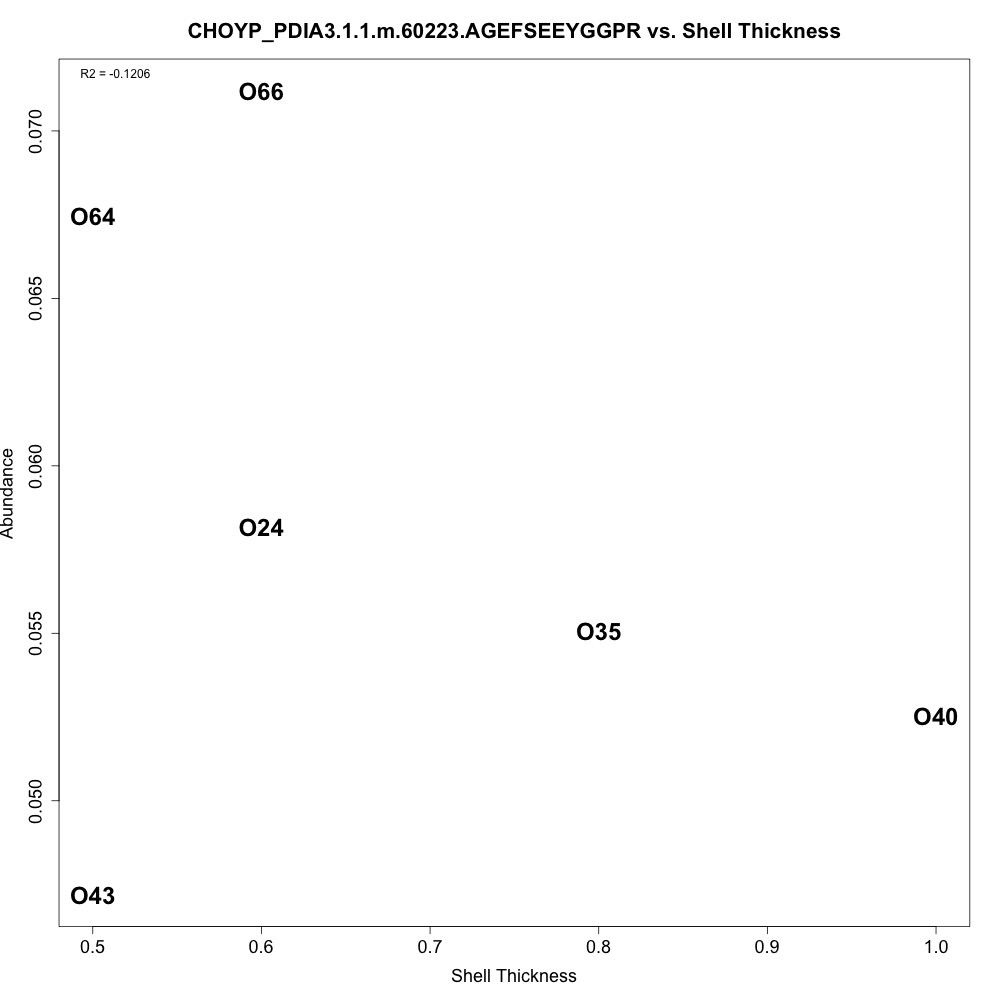 CHOYP_PDIA3.1.1.m.60223.AGEFSEEYGGPR vs. Shell Thickness
R2 = -0.1206
O66
O64
O24
O35
O40
O43
Abundance
0.070
0.065
0.060
0.055
0.050
0.5 0.6 0.7 0.8 0.9 1.0
Shell Thickness